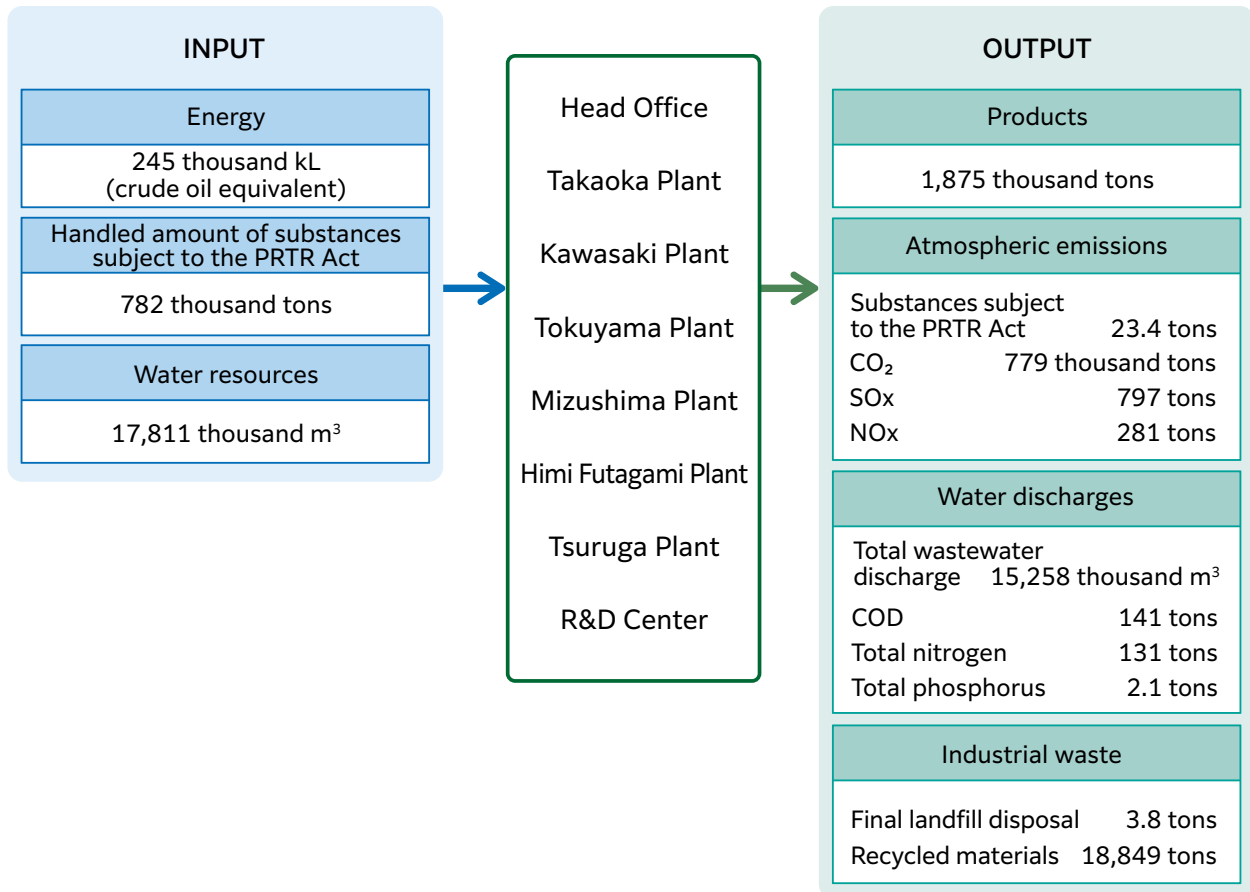 INPUT
Energy
245 thousand kL
(crude oil equivalent)
Handled amount of substances
subject to the PRTR Act
782 thousand tons
Water resources
17,811 thousand m³
Head Office
Takaoka Plant
Kawasaki Plant
Tokuyama Plant
Mizushima Plant
Himi Futagami Plant
Tsuruga Plant
R&D Center
OUTPUT
Products
1,875 thousand tons
Atmospheric emissions
Substances subject
to the PRTR Act 23.4 tons
CO₂ 779 thousand tons
SOx 797 tons
NOx 281 tons
Water discharges
Total wastewater
discharge 15,258 thousand m³
COD 141 tons
Total nitrogen 131 tons
Total phosphorus 2.1 tons
Industrial waste
Final landfill disposal 3.8 tons
Recycled materials 18,849 tons